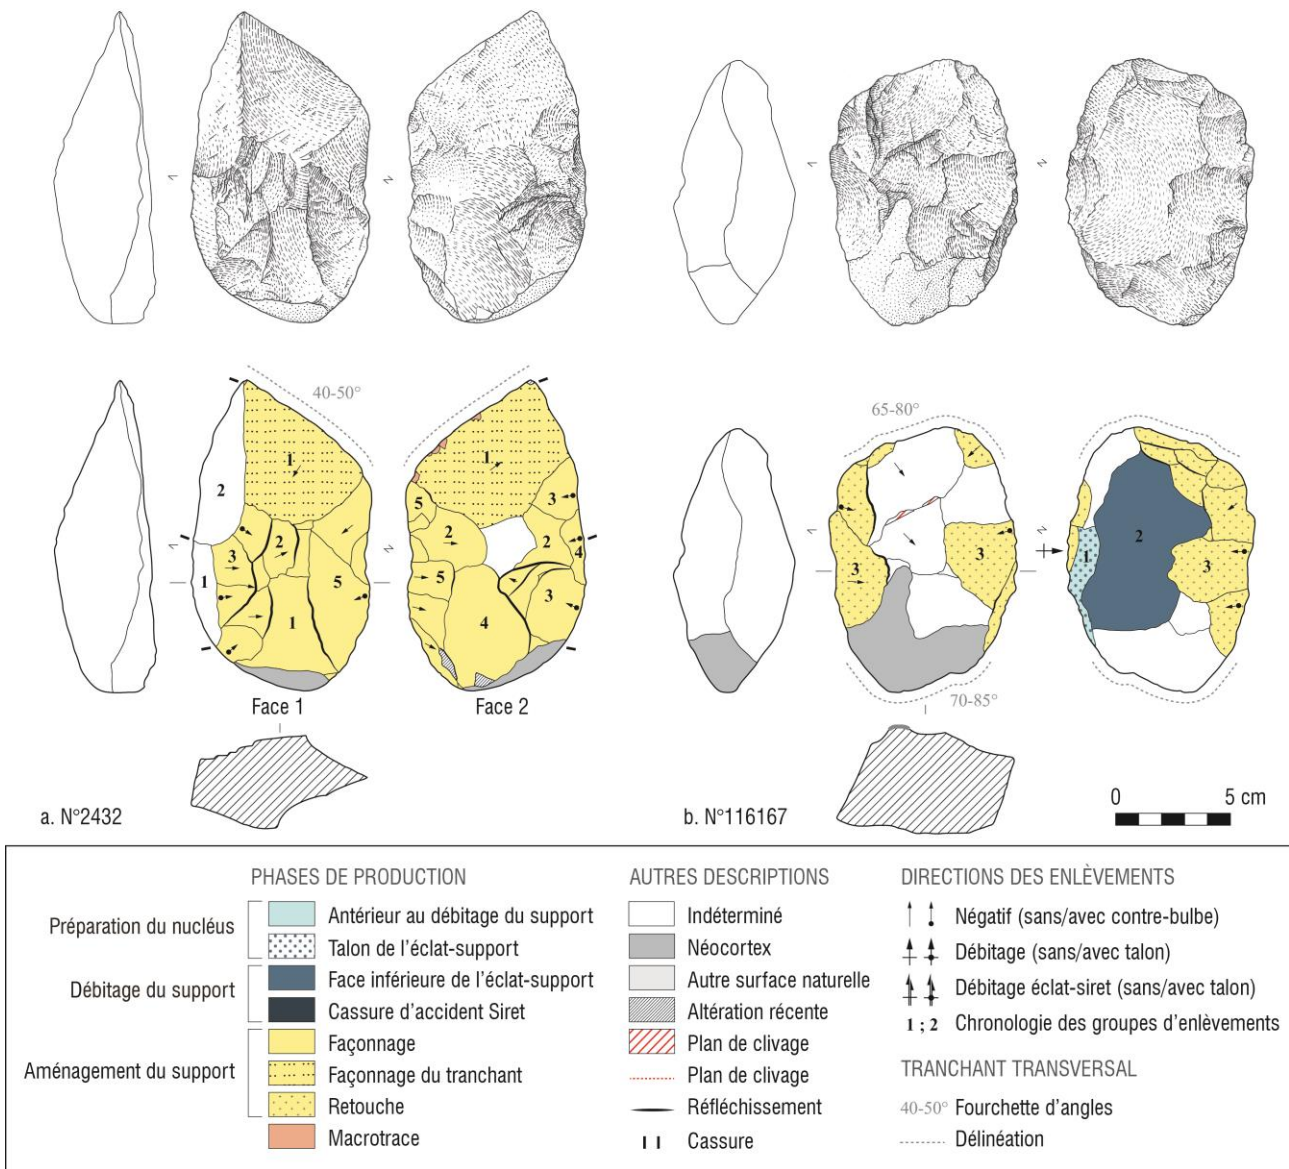 40-50°
1
2
3
2
1
1
5
Face 1
1
5
2
3
2
4
5
3
4
Face 2
65-80°
3
3
70-85°
1
2
3
a. N°2432
b. N°116167
0 5 cm
PHASES DE PRODUCTION
Préparation du nucléus
Antérieur au débitage du support
Talon de l'éclat-support
Débitage du support
Face inférieure de l'éclat-support
Cassure d'accident Siret
Aménagement du support
Façonnage
Façonnage du tranchant
Retouche
Macrotrace
AUTRES DESCRIPTIONS
Indéterminé
Néocortex
Autre surface naturelle
Altération récente
Plan de clivage
Plan de clivage
Réfléchissement
Cassure
DIRECTIONS DES ENLÈVEMENTS
Négatif (sans/avec contre-bulbe)
Débitage (sans/avec talon)
Débitage éclat-siret (sans/avec talon)
1 ; 2 Chronologie des groupes d'enlèvements
TRANCHANT TRANSVERSAL
40-50° Fourchette d'angles
Délinéation